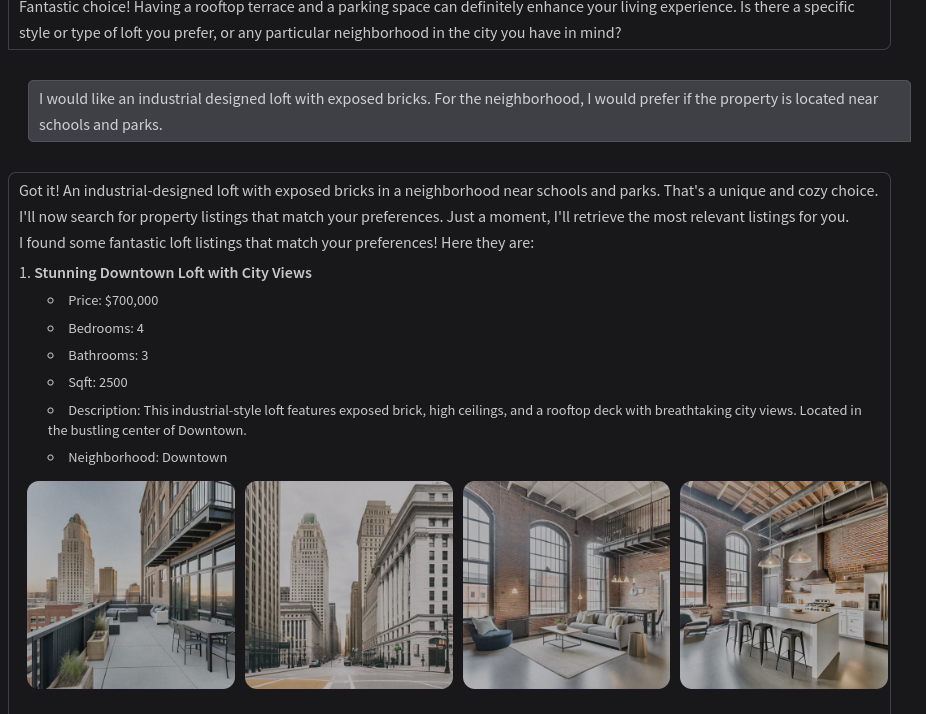 Fantastic choice! Having a rooftop terrace and a parking space can definitely enhance your living experience. Is there a specific
style or type of loft you prefer, or any particular neighborhood in the city you have in mind?
I would like an industrial designed loft with exposed bricks. For the neighborhood, I would prefer if the property is located near
schools and parks.
Got it! An industrial-designed loft with exposed bricks in a neighborhood near schools and parks. That's a unique and cozy choice.
I'll now search for property listings that match your preferences. Just a moment, I'll retrieve the most relevant listings for you.
I found some fantastic loft listings that match your preferences! Here they are:
1. Stunning Downtown Loft with City Views
Price: $700,000
Bedrooms: 4
Bathrooms: 3
Sqft: 2500
Description: This industrial-style loft features exposed brick, high ceilings, and a rooftop deck with breathtaking city views. Located in
the bustling center of Downtown.
Neighborhood: Downtown